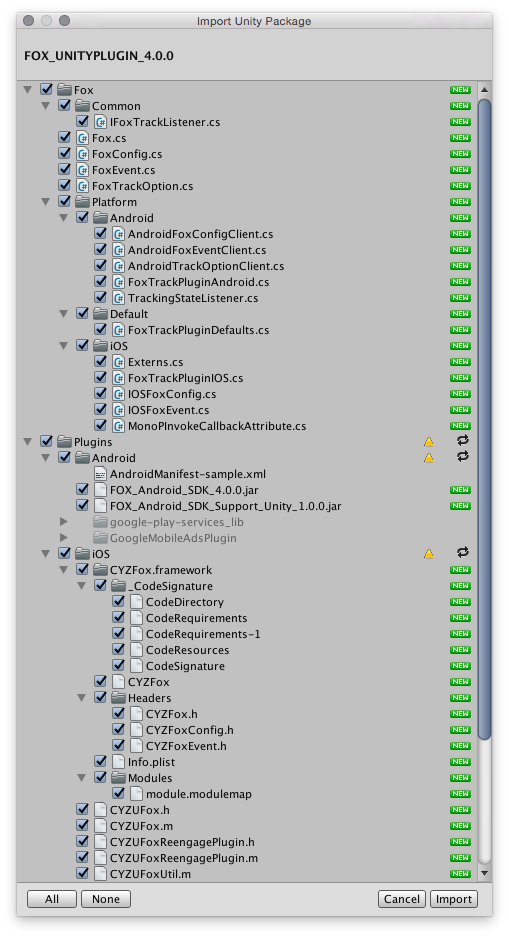 Import Unity Package
FOX_UNITYPLUGIN_4.0.0
Fox NEW
Common NEW
IFoxTrackListener.cs NEW
Fox.cs NEW
FoxConfig.cs NEW
FoxEvent.cs NEW
FoxTrackOption.cs NEW
Platform NEW
Android NEW
AndroidFoxConfigClient.cs NEW
AndroidFoxEventClient.cs NEW
AndroidTrackOptionClient.cs NEW
FoxTrackPluginAndroid.cs NEW
TrackingStateListener.cs NEW
Default NEW
FoxTrackPluginDefaults.cs NEW
iOS NEW
Externs.cs NEW
FoxTrackPluginIOS.cs NEW
IOSFoxConfig.cs NEW
IOSFoxEvent.cs NEW
MonoPInvokeCallbackAttribute.cs NEW
Plugins
Android
AndroidManifest-sample.xml
FOX_Android_SDK_4.0.0.jar NEW
FOX_Android_SDK_Support_Unity_1.0.0.jar NEW
google-play-services_lib
GoogleMobileAdsPlugin
iOS
CYZFox.framework NEW
_CodeSignature NEW
CodeDirectory NEW
CodeRequirements NEW
CodeRequirements-1 NEW
CodeResources NEW
CodeSignature NEW
CYZFox NEW
Headers NEW
CYZFox.h NEW
CYZFoxConfig.h NEW
CYZFoxEvent.h NEW
Info.plist NEW
Modules NEW
module.modulemap NEW
CYZUFox.h NEW
CYZUFox.m NEW
CYZUFoxReengagePlugin.h NEW
CYZUFoxReengagePlugin.m NEW
CYZUFoxUtil.m NEW
All None Cancel Import